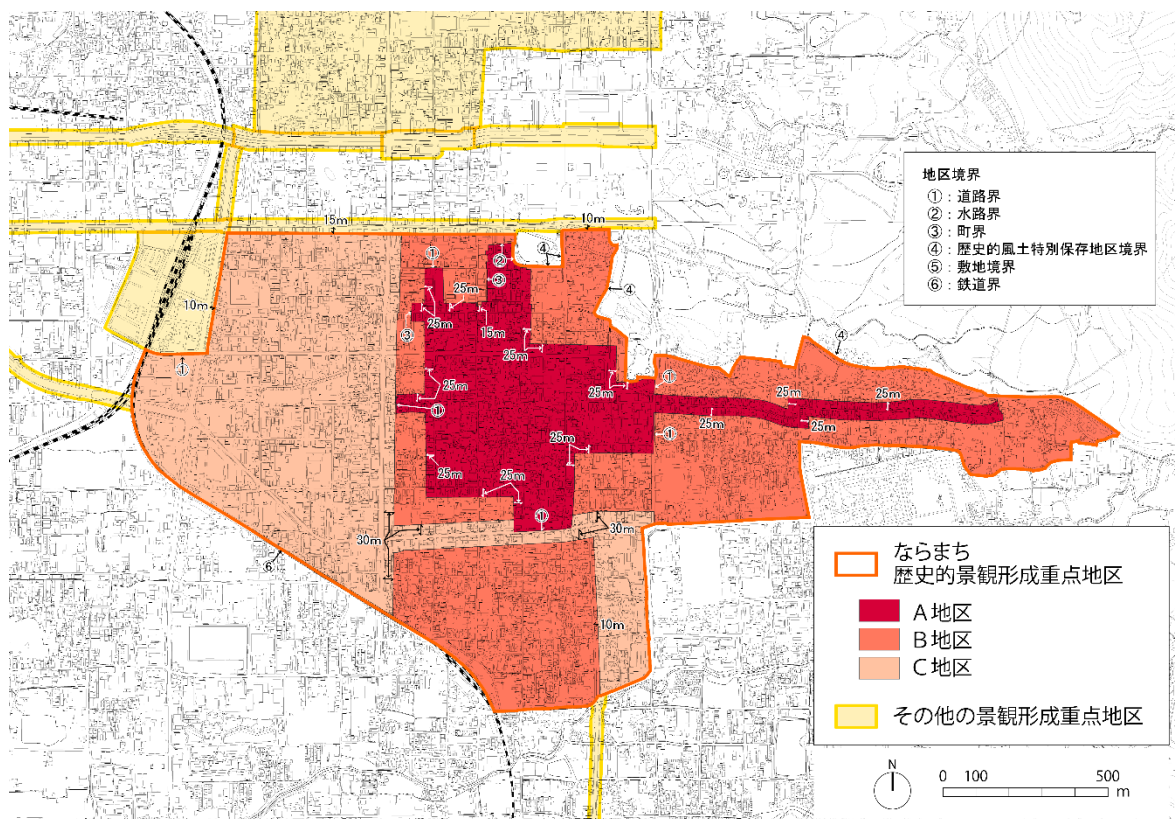 地区境界
①：道路界
②：水路界
③：町界
④：歴史的風土特別保存地区境界
⑤：敷地境界
⑥：鉄道界
15m
10m
④
①
②
③
25m
④
10m
25m
15m
③
25m
④
①
25m
25m
①
①
25m
25m
25m
25m
25m
①
25m
25m
①
30m
30m
⑥
10m
ならまち
歴史的景観形成重点地区
A地区
B地区
C地区
その他の景観形成重点地区
N
0 100 500
m